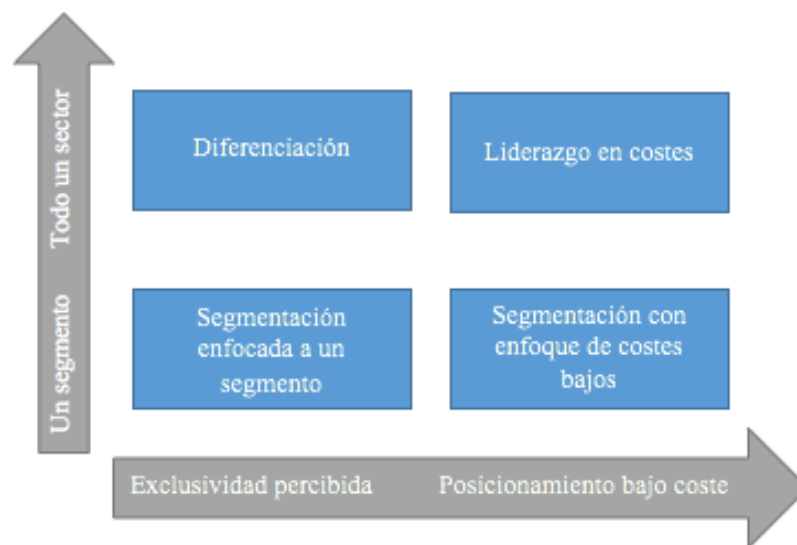 Todo un sector
Diferenciación
Liderazgo en costes
Un segmento
Segmentación
enfocada a un
segmento
Segmentación con
enfoque de costes
bajos
Exclusividad percibida
Posicionamiento bajo coste